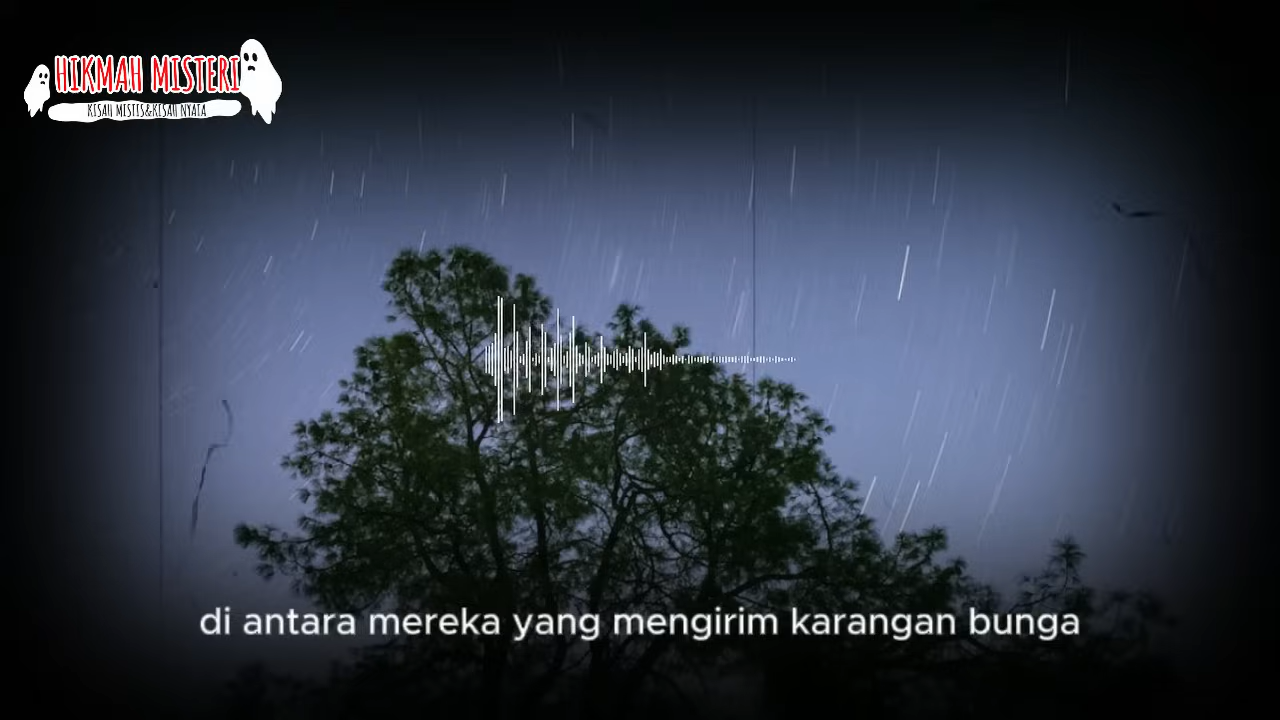 HIKMAH MISTERI
KISAH MISTIS&KISAH NYATA
di antara mereka yang mengirim karangan bunga